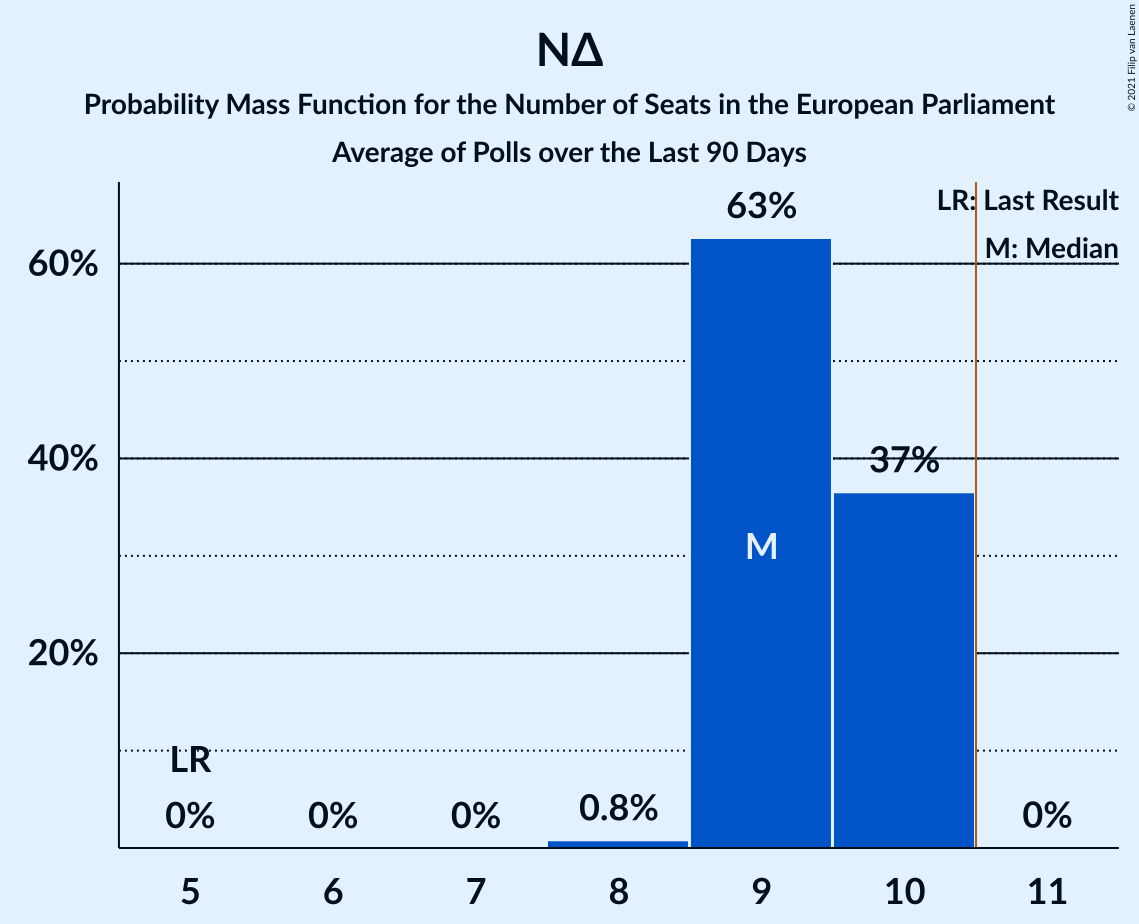 NΔ
Probability Mass Function for the Number of Seats in the European Parliament
Average of Polls over the Last 90 Days
© 2021 Filip van Laenen
LR: Last Result
M: Median
63%
60%
37%
40%
M
20%
LR
0%
0%
0%
0.8%
0%
5
6
7
8
9
10
11